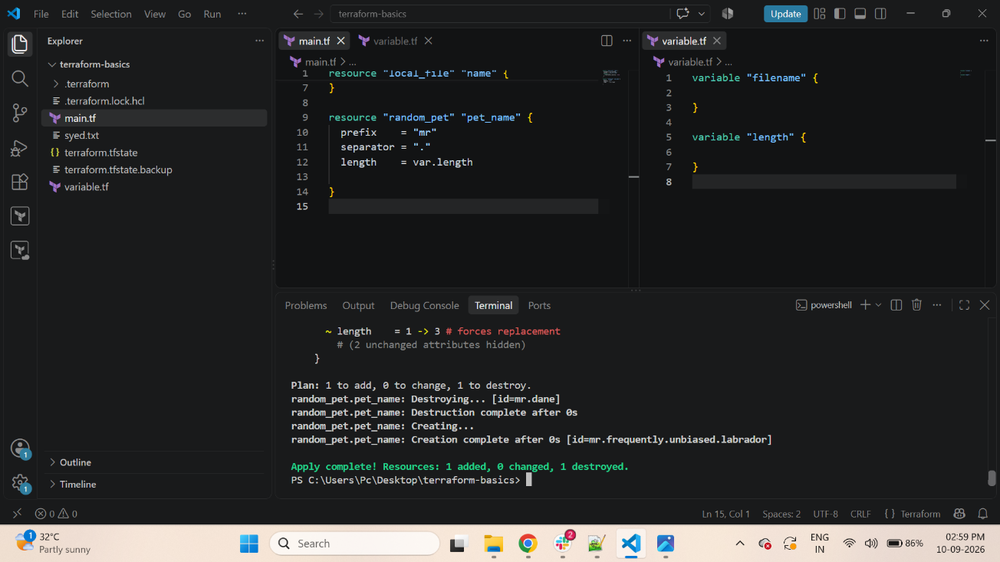 File Edit Selection View Go Run ···
terraform-basics
Update
Explorer
terraform-basics
.terraform
.terraform.lock.hcl
main.tf
syed.txt
{} terraform.tfstate
terraform.tfstate.backup
variable.tf
Outline
Timeline
1
1
main.tf
variable.tf
main.tf > ...
1 resource "local_file" "name" {
7 }
8
9 resource "random_pet" "pet_name" {
10 prefix = "mr"
11 separator = "."
12 length = var.length
13
14 }
15
variable.tf
variable.tf > ...
1 variable "filename" {
2
3 }
4
5 variable "length" {
6
7 }
8
Problems Output Debug Console Terminal Ports
powershell
~ length = 1 -> 3 # forces replacement
# (2 unchanged attributes hidden)
}
Plan: 1 to add, 0 to change, 1 to destroy.
random_pet.pet_name: Destroying... [id=mr.dane]
random_pet.pet_name: Destruction complete after 0s
random_pet.pet_name: Creating...
random_pet.pet_name: Creation complete after 0s [id=mr.frequently.unbiased.labrador]
Apply complete! Resources: 1 added, 0 changed, 1 destroyed.
PS C:\Users\Pc\Desktop\terraform-basics>
0 0
Ln 15, Col 1 Spaces: 2 UTF-8 CRLF {} Terraform
1
32°C
Partly sunny
Search
2
ENG
IN
86%
02:59 PM
10-09-2026